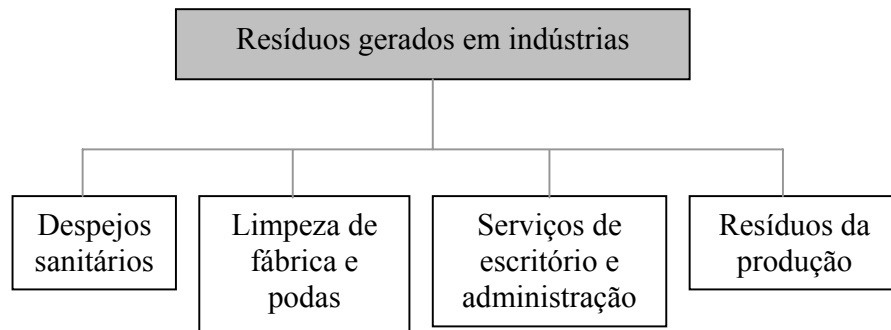 Resíduos gerados em indústrias
Despejos
sanitários
Limpeza de
fábrica e
podas
Serviços de
escritório e
administração
Resíduos da
produção